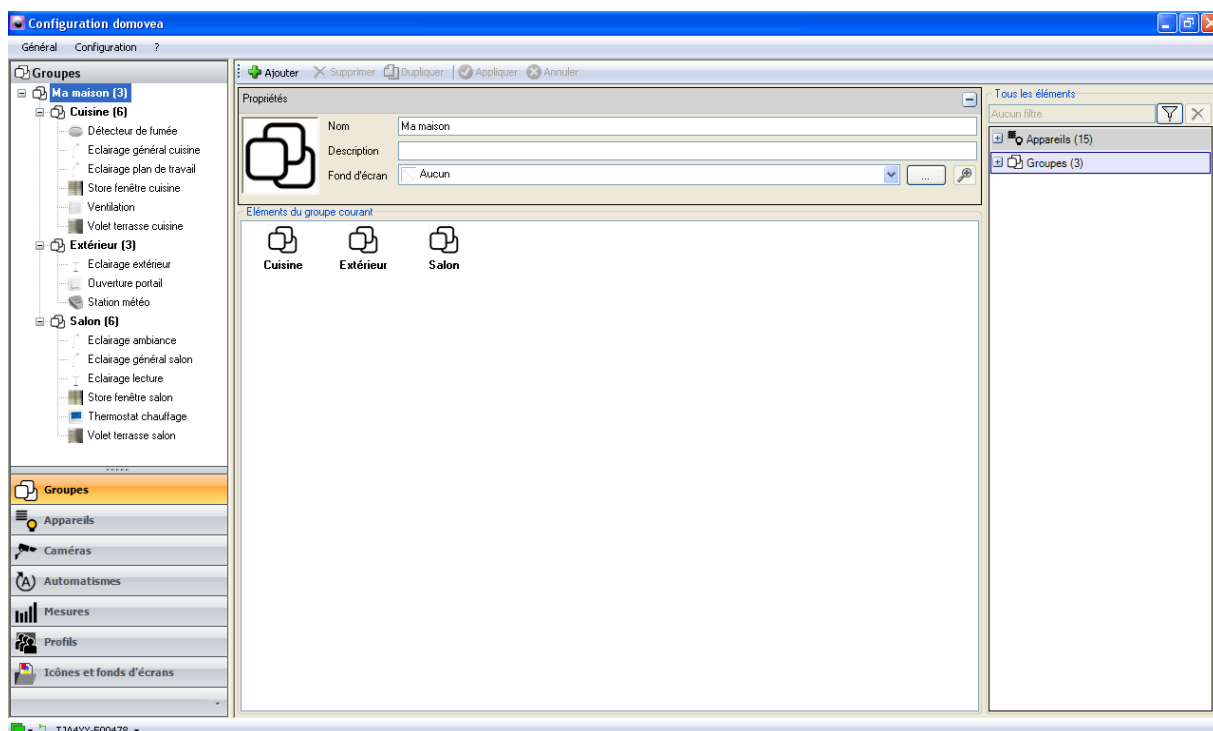 Configuration domovea
Général Configuration ?
Groupes
Ma maison (3)
Cuisine (6)
Détecteur de fumée
Eclairage général cuisine
Eclairage plan de travail
Store fenêtre cuisine
Ventilation
Volet terrasse cuisine
Extérieur (3)
Eclairage extérieur
Ouverture portail
Station météo
Salon (6)
Eclairage ambiance
Eclairage général salon
Eclairage lecture
Store fenêtre salon
Thermostat chauffage
Volet terrasse salon
Groupes
Appareils
Caméras
Automatismes
Mesures
Profils
Icônes et fonds d'écrans
Ajouter Supprimer Dupliquer Appliquer Annuler
Propriétés
Nom Ma maison
Description
Fond d'écran Aucun ...
Eléments du groupe courant
Cuisine Extérieur Salon
Tous les éléments
Aucun filtre
Appareils (15)
Groupes (3)